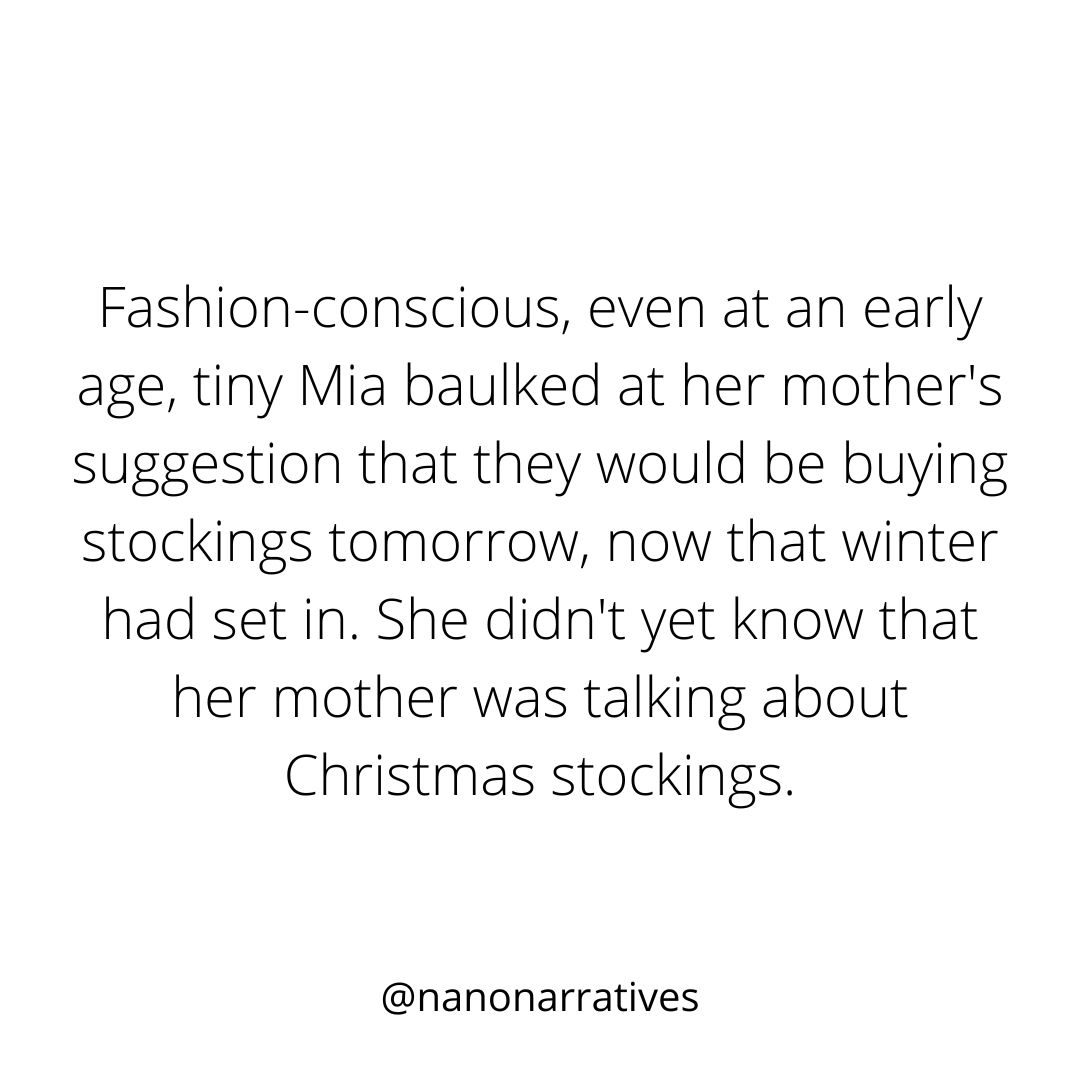 Fashion-conscious, even at an early
age, tiny Mia baulked at her mother's
suggestion that they would be buying
stockings tomorrow, now that winter
had set in. She didn't yet know that
her mother was talking about
Christmas stockings.
@nanonarratives